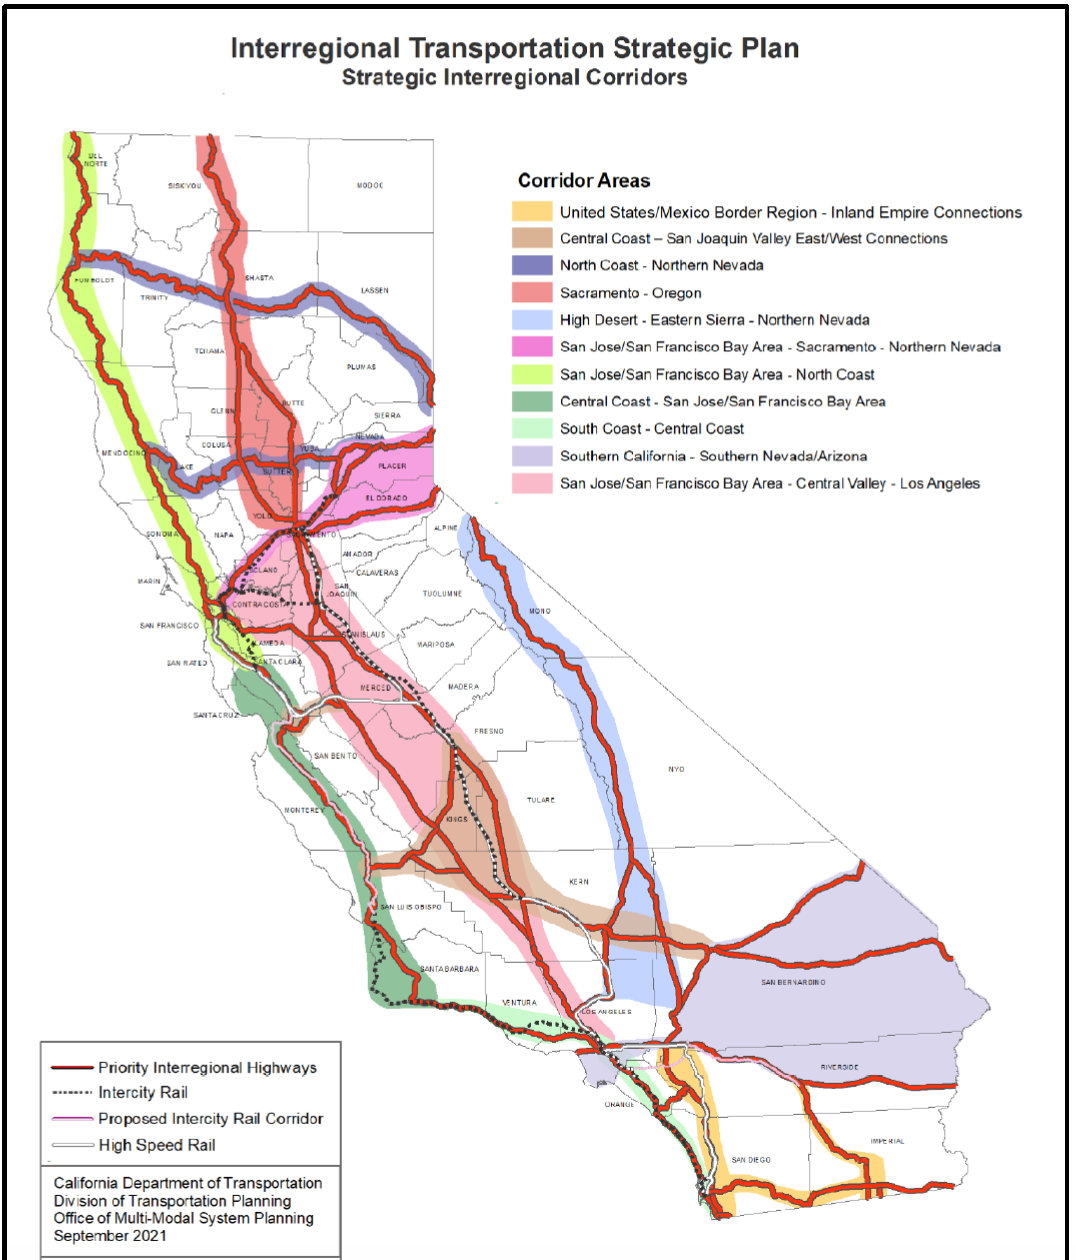 Interregional Transportation Strategic Plan
Strategic Interregional Corridors
Corridor Areas
United States/Mexico Border Region - Inland Empire Connections
Central Coast – San Joaquin Valley East/West Connections
North Coast - Northern Nevada
Sacramento - Oregon
High Desert - Eastern Sierra - Northern Nevada
San Jose/San Francisco Bay Area - Sacramento - Northern Nevada
San Jose/San Francisco Bay Area - North Coast
Central Coast - San Jose/San Francisco Bay Area
South Coast - Central Coast
Southern California - Southern Nevada/Arizona
San Jose/San Francisco Bay Area - Central Valley - Los Angeles
DEL
NORTE
SISKIYOU
MODOC
HUMBOLDT
TRINITY
SHASTA
LASSEN
TEHAMA
PLUMAS
GLENN
BUTTE
SIERRA
MENDOCINO
COLUSA
YUBA
NEVADA
LAKE
SUTTER
PLACER
EL DORADO
YOLO
SONOMA
NAPA
ALPINE
AMADOR
CALAVERAS
MARIN
SAN
JOAQUIN
TUOLUMNE
CONTRA COSTA
MONO
SAN FRANCISCO
STANISLAUS
ALAMEDA
MARIPOSA
SAN MATEO
SANTA CLARA
MERCED
MADERA
SANTA CRUZ
FRESNO
SAN BENITO
NYO
TULARE
MONTEREY
KINGS
KERN
SAN LUIS OBISPO
SANTA BARBARA
SAN BERNARDINO
VENTURA
LOS ANGELES
RIVERSIDE
ORANGE
IMPERIAL
SAN DIEGO
Priority Interregional Highways
Intercity Rail
Proposed Intercity Rail Corridor
High Speed Rail
California Department of Transportation
Division of Transportation Planning
Office of Multi-Modal System Planning
September 2021